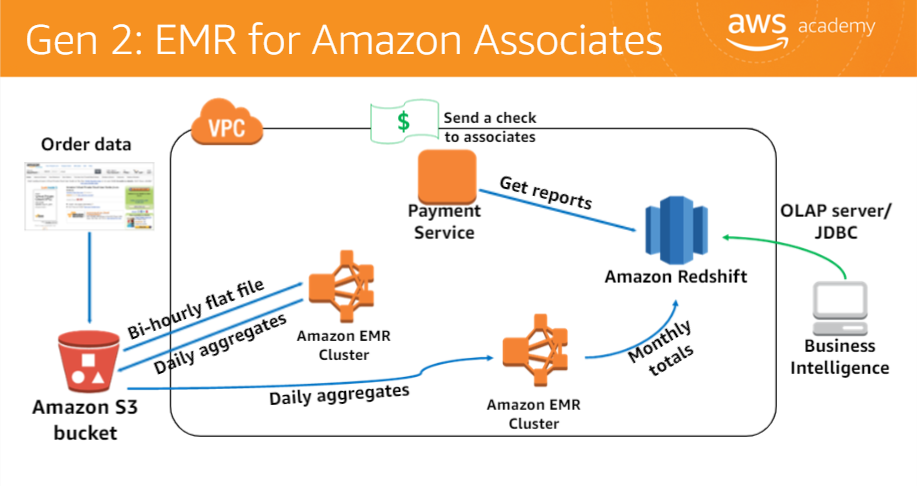 Gen 2: EMR for Amazon Associates
aws academy
Order data
VPC
$
Send a check
to associates
Payment
Service
Get reports
Amazon Redshift
OLAP server/
JDBC
Business
Intelligence
Bi-hourly flat file
Daily aggregates
Amazon EMR
Cluster
Monthly
totals
Daily aggregates
Amazon EMR
Cluster
Amazon S3
bucket